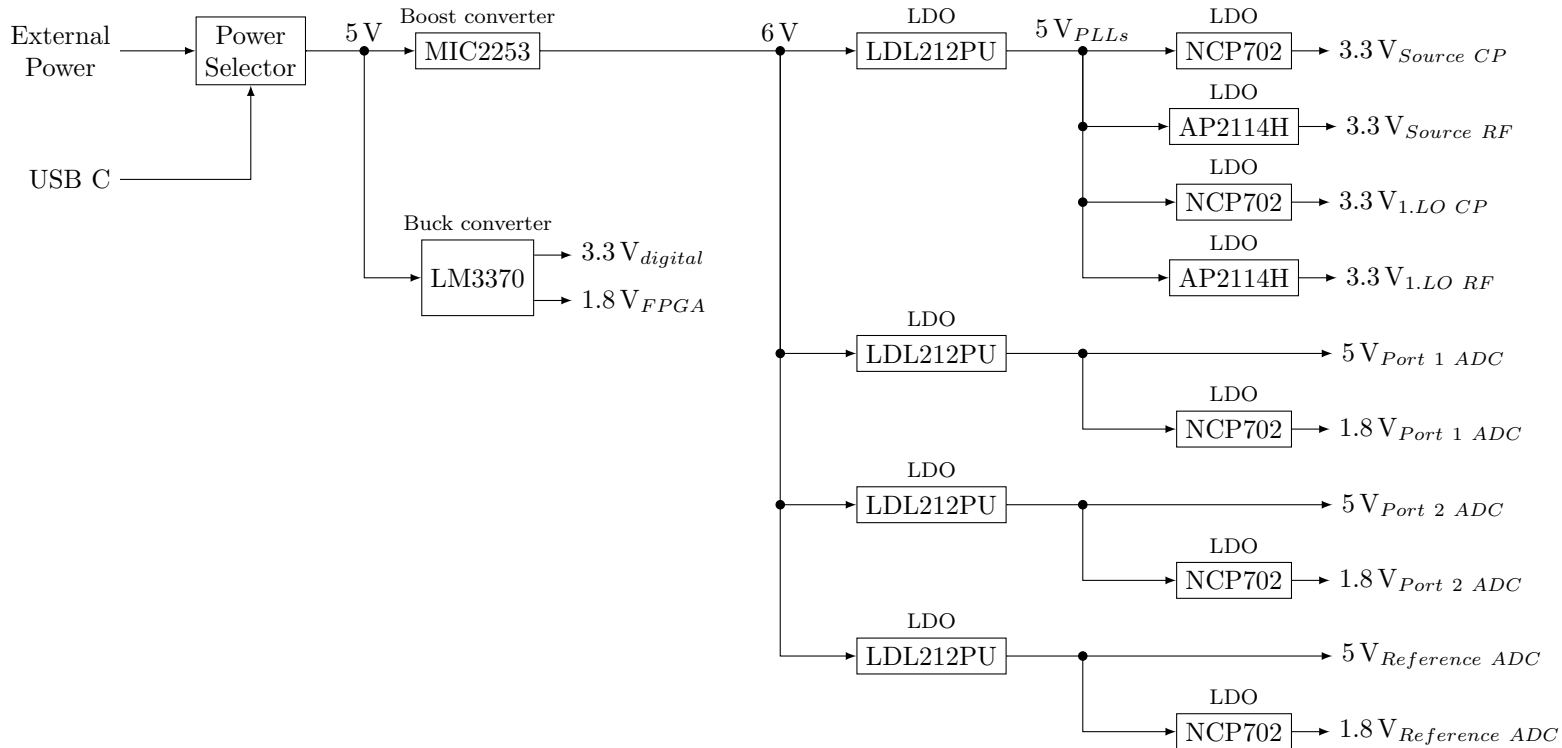 External
Power
Power
Selector
USB C
5 V
Boost converter
MIC2253
Buck converter
LM3370
3.3 V_digital
1.8 V_FPGA
6 V
LDO
LDL212PU
5 V_PLLs
LDO
NCP702
3.3 V_Source CP
LDO
AP2114H
3.3 V_Source RF
LDO
NCP702
3.3 V_1.LO CP
LDO
AP2114H
3.3 V_1.LO RF
LDO
LDL212PU
5 V_Port 1 ADC
LDO
NCP702
1.8 V_Port 1 ADC
LDO
LDL212PU
5 V_Port 2 ADC
LDO
NCP702
1.8 V_Port 2 ADC
LDO
LDL212PU
5 V_Reference ADC
LDO
NCP702
1.8 V_Reference ADC